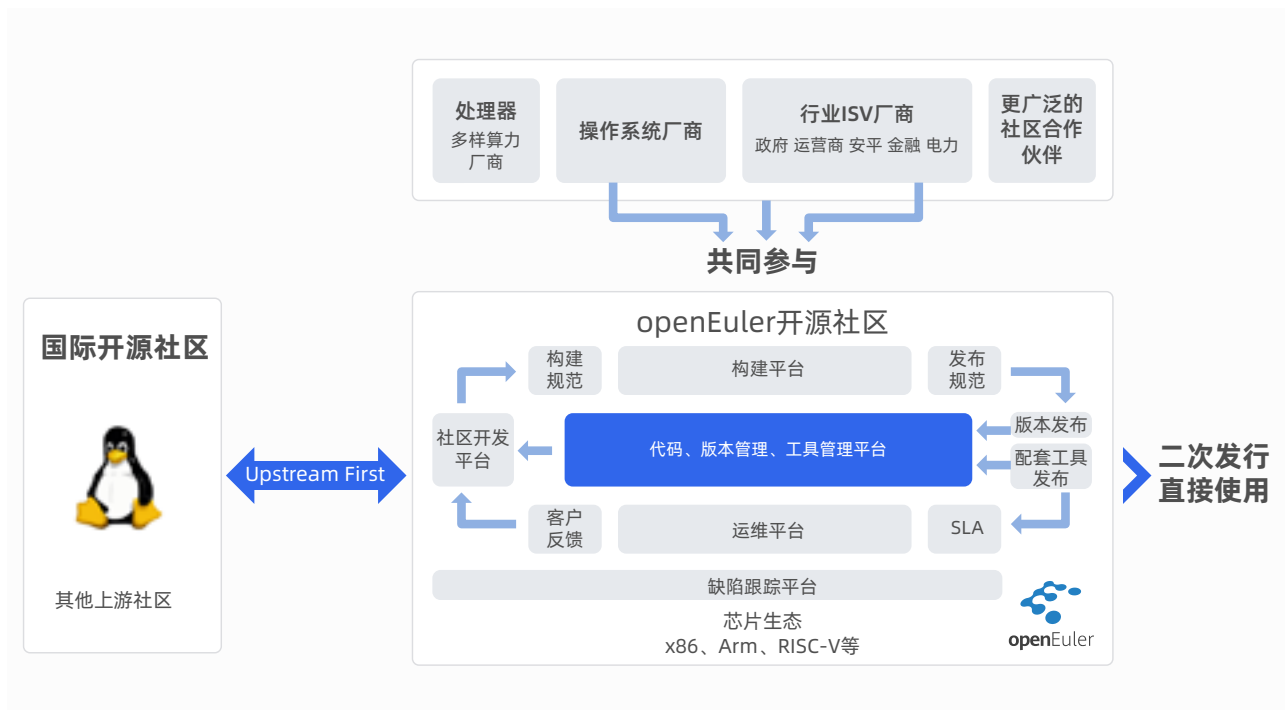 处理器
多样算力
厂商
操作系统厂商
行业ISV厂商
政府 运营商 安平 金融 电力
更广泛的
社区合作
伙伴
共同参与
国际开源社区
其他上游社区
Upstream First
openEuler开源社区
构建
规范
构建平台
发布
规范
社区开发
平台
代码、版本管理、工具管理平台
版本发布
配套工具
发布
客户
反馈
运维平台
SLA
缺陷跟踪平台
芯片生态
x86、Arm、RISC-V等
openEuler
二次发行
直接使用